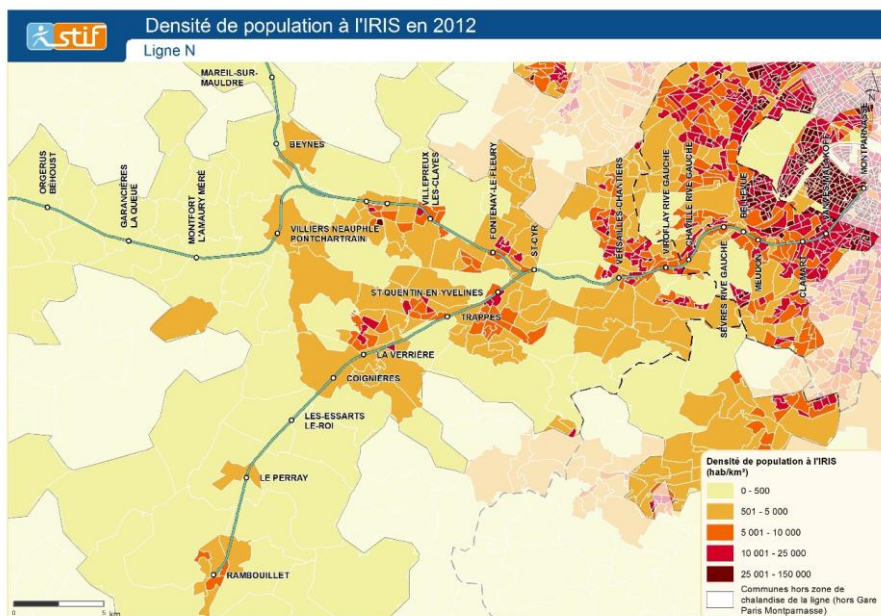 stif
Densité de population à l'IRIS en 2012
Ligne N
MAREIL-SUR-
MAULDRE
BEYNES
ORGERUS
BÉHOUST
GARANCIÈRES
LA QUEUE
MONTFORT
L'AMAURY MÉRÉ
VILLIERS NEAUPHLE
PONTCHARTRAIN
VILLEPREUX
LES-CLAYES
FONTENAY-LE-FLEURY
ST-CYR
VERSAILLES-CHANTIERS
VIROFLAY RIVE GAUCHE
CHAVILLE RIVE GAUCHE
SÈVRES RIVE GAUCHE
BELLEVUE
MEUDON
CLAMART
VANVES-MALAKOFF
MONTPARNASSE
N
ST-QUENTIN-EN-YVELINES
TRAPPES
LA VERRIÈRE
COIGNIÈRES
LES-ESSARTS
LE-ROI
LE PERRAY
RAMBOUILLET
0
5 km
Densité de population à l'IRIS
(hab/km²)
0 - 500
501 - 5 000
5 001 - 10 000
10 001 - 25 000
25 001 - 150 000
Communes hors zone de
chalandise de la ligne (hors Gare
Paris Montparnasse)